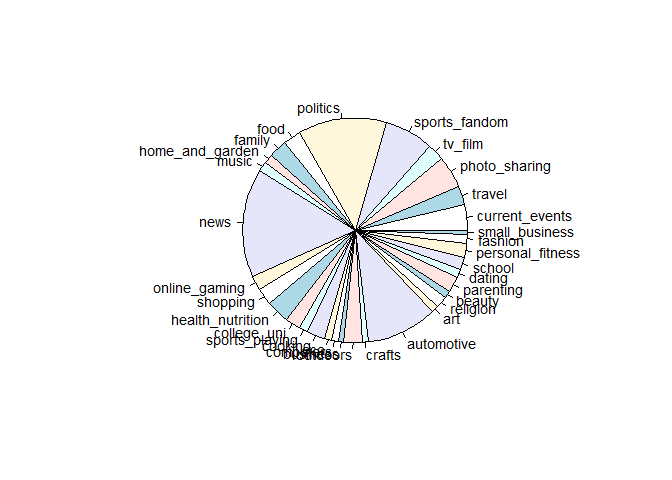 politics
sports_fandom
food
tv_film
family
home_and_garden
photo_sharing
music
travel
news
current_events
small_business
fashion
personal_fitness
school
dating
online_gaming
parenting
shopping
beauty
religion
health_nutrition
art
college_uni
sports_playing
cooking
automotive
crafts